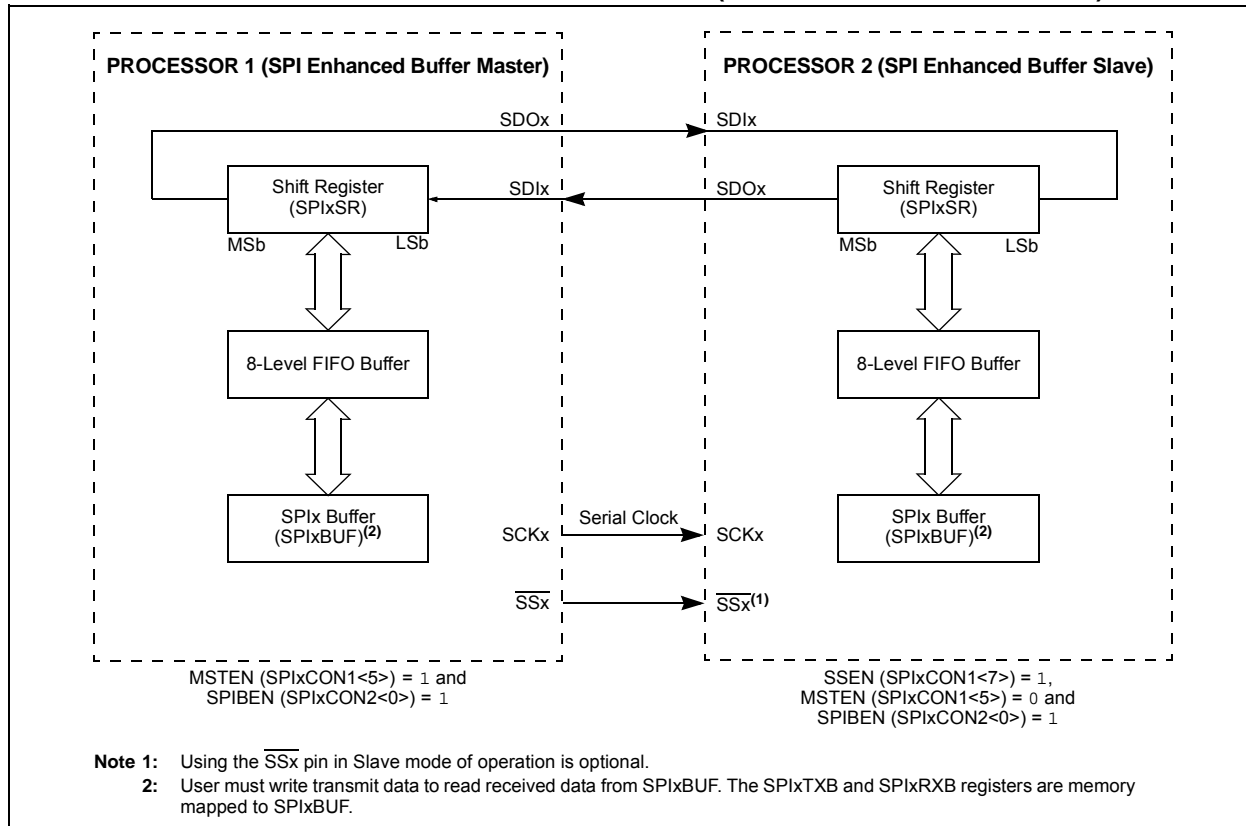 PROCESSOR 1 (SPI Enhanced Buffer Master)
PROCESSOR 2 (SPI Enhanced Buffer Slave)
SDOx
SDIx
Shift Register
(SPIxSR)
SDIx
SDOx
Shift Register
(SPIxSR)
MSb
LSb
MSb
LSb
8-Level FIFO Buffer
8-Level FIFO Buffer
SPIx Buffer
(SPIxBUF)(2)
SCKx
Serial Clock
SCKx
SPIx Buffer
(SPIxBUF)(2)
SSx
SSx(1)
MSTEN (SPIxCON1<5>) = 1 and
SPIBEN (SPIxCON2<0>) = 1
SSEN (SPIxCON1<7>) = 1,
MSTEN (SPIxCON1<5>) = 0 and
SPIBEN (SPIxCON2<0>) = 1
Note 1: Using the SSx pin in Slave mode of operation is optional.
2: User must write transmit data to read received data from SPIxBUF. The SPIxTXB and SPIxRXB registers are memory
mapped to SPIxBUF.